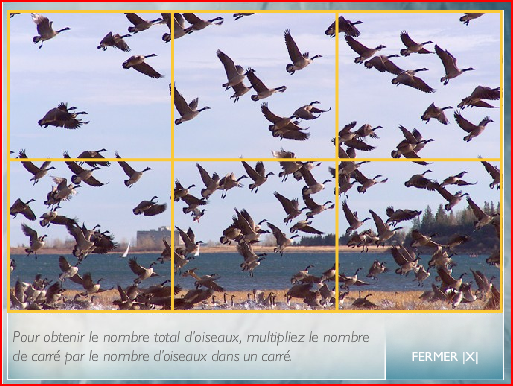 Pour obtenir le nombre total d'oiseaux, multipliez le nombre
de carré par le nombre d'oiseaux dans un carré.
FERMER |X|